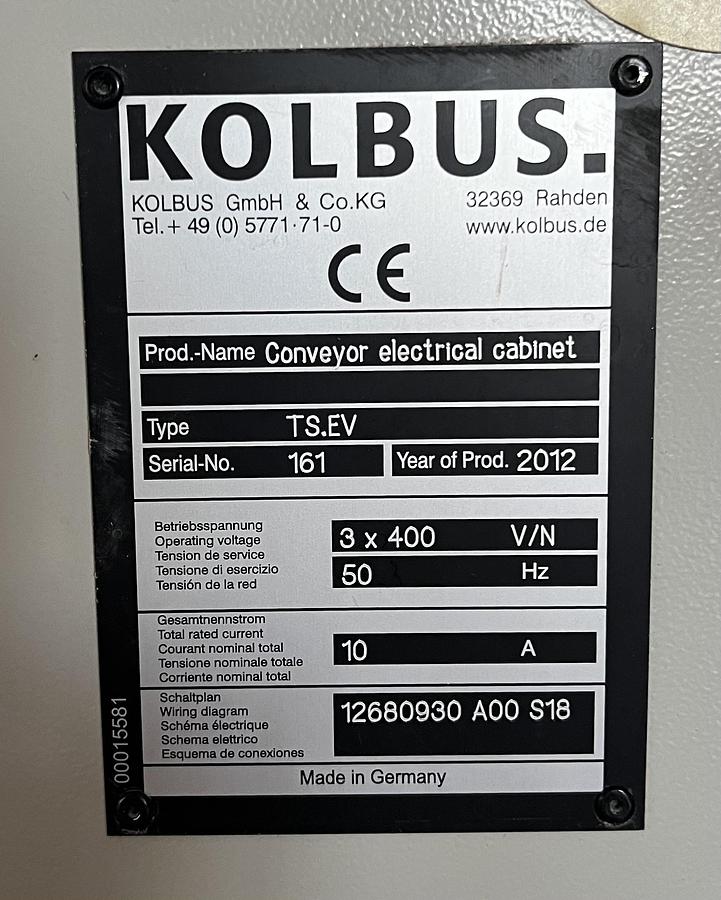 KOLBUS.
KOLBUS GmbH & Co.KG 32369 Rahden
Tel.+ 49 (0) 5771·71-0 www.kolbus.de
CE
Prod.-Name Conveyor electrical cabinet
Type TS.EV
Serial-No. 161 Year of Prod. 2012
Betriebsspannung
Operating voltage 3 x 400 V/N
Tension de service
Tensione di esercizio 50 Hz
Tensión de la red
Gesamtnennstrom
Total rated current
Courant nominal total 10 A
Tensione nominale totale
Corriente nominal total
Schaltplan
Wiring diagram 12680930 A00 S18
Schéma électrique
Schema elettrico
Esquema de conexiones
Made in Germany
00015581